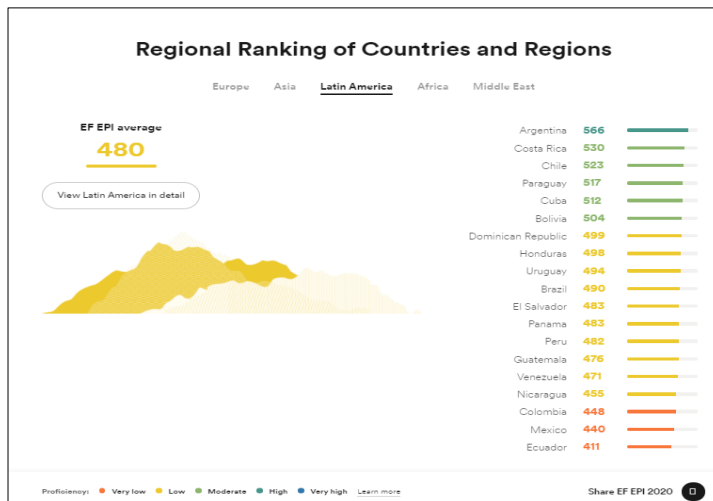 Regional Ranking of Countries and Regions
Europe Asia Latin America Africa Middle East
EF EPI average
480
View Latin America in detail
Argentina 566
Costa Rica 530
Chile 523
Paraguay 517
Cuba 512
Bolivia 504
Dominican Republic 499
Honduras 498
Uruguay 494
Brazil 490
El Salvador 483
Panama 483
Peru 482
Guatemala 476
Venezuela 471
Nicaragua 455
Colombia 448
Mexico 440
Ecuador 411
Proficiency: Very low Low Moderate High Very high Learn more
Share EF EPI 2020